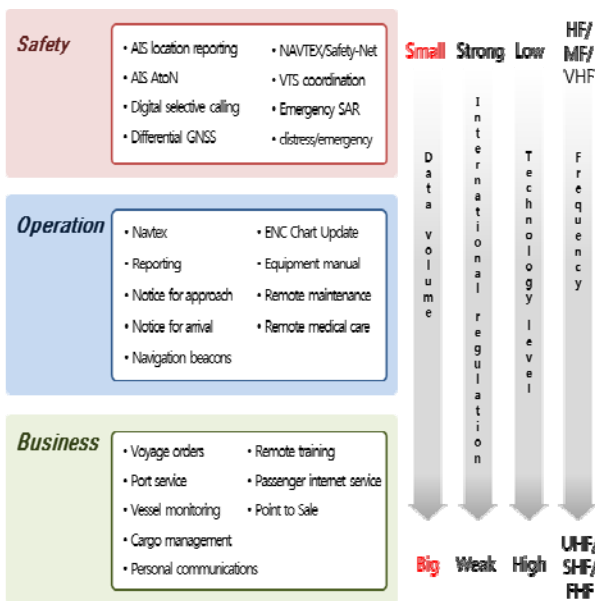 Safety
• AIS location reporting
• AIS AtoN
• Digital selective calling
• Differential GNSS
• NAVTEX/Safety-Net
• VTS coordination
• Emergency SAR
• distress/emergency
Operation
• Navtex
• Reporting
• Notice for approach
• Notice for arrival
• Navigation beacons
• ENC Chart Update
• Equipment manual
• Remote maintenance
• Remote medical care
Business
• Voyage orders
• Port service
• Vessel monitoring
• Cargo management
• Personal communications
• Remote training
• Passenger internet service
• Point to Sale
Small
Strong
Low
HF/
MF/
VHF
Data volume
International regulation
Technology level
Frequency
Big
Weak
High
UHF/
SHF/